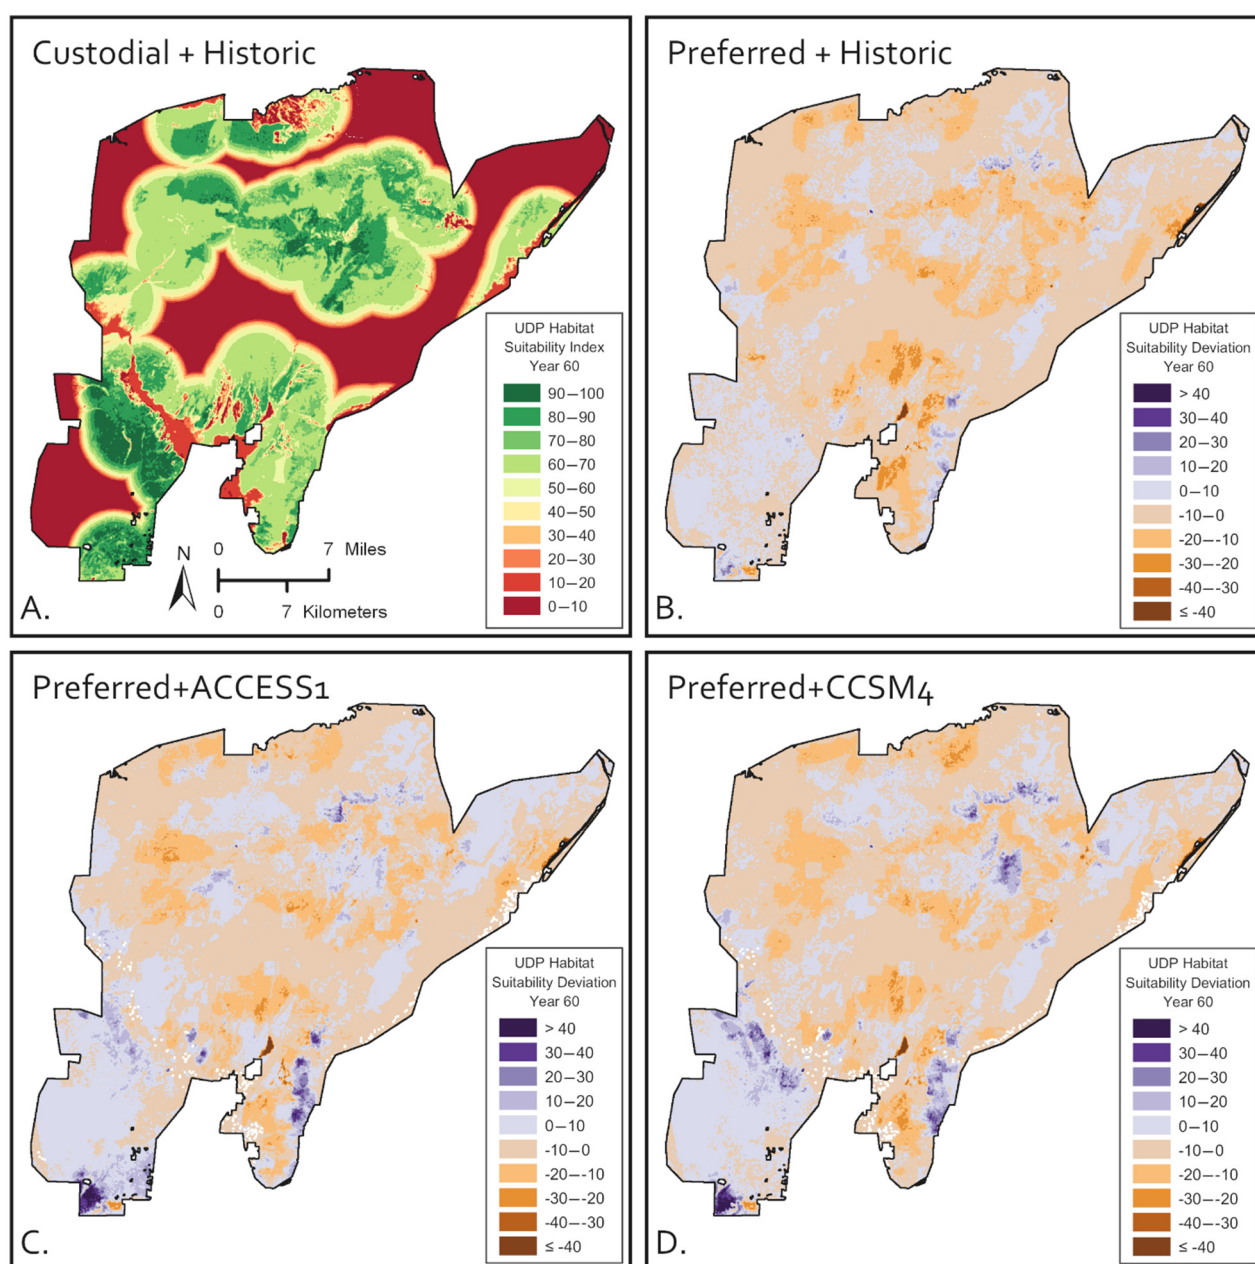 Custodial + Historic
UDP Habitat
Suitability Index
Year 60
90–100
80–90
70–80
60–70
50–60
40–50
30–40
20–30
10–20
0–10
N
0 7 Miles
0 7 Kilometers
A.
Preferred + Historic
UDP Habitat
Suitability Deviation
Year 60
> 40
30–40
20–30
10–20
0–10
-10–0
-20–-10
-30–-20
-40–-30
≤ -40
B.
Preferred+ACCESS1
UDP Habitat
Suitability Deviation
Year 60
> 40
30–40
20–30
10–20
0–10
-10–0
-20–-10
-30–-20
-40–-30
≤ -40
C.
Preferred+CCSM4
UDP Habitat
Suitability Deviation
Year 60
> 40
30–40
20–30
10–20
0–10
-10–0
-20–-10
-30–-20
-40–-30
≤ -40
D.